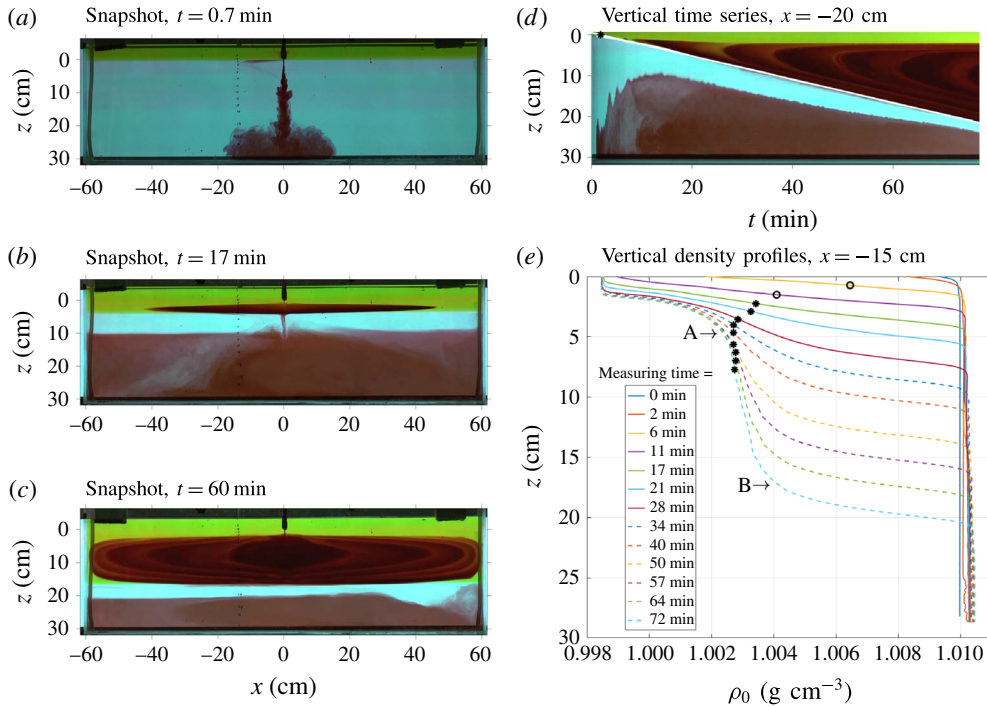 (a) Snapshot, t = 0.7 min
0
10
20
30
z (cm)
−60 −40 −20 0 20 40 60
(b) Snapshot, t = 17 min
0
10
20
30
z (cm)
−60 −40 −20 0 20 40 60
(c) Snapshot, t = 60 min
0
10
20
30
z (cm)
−60 −40 −20 0 20 40 60
x (cm)
(d) Vertical time series, x = −20 cm
0
10
20
30
z (cm)
0 20 40 60
t (min)
(e) Vertical density profiles, x = −15 cm
0
5
10
15
20
25
30
z (cm)
A→
B→
Measuring time =
0 min
2 min
6 min
11 min
17 min
21 min
28 min
34 min
40 min
50 min
57 min
64 min
72 min
0.998 1.000 1.002 1.004 1.006 1.008 1.010
ρ₀ (g cm⁻³)